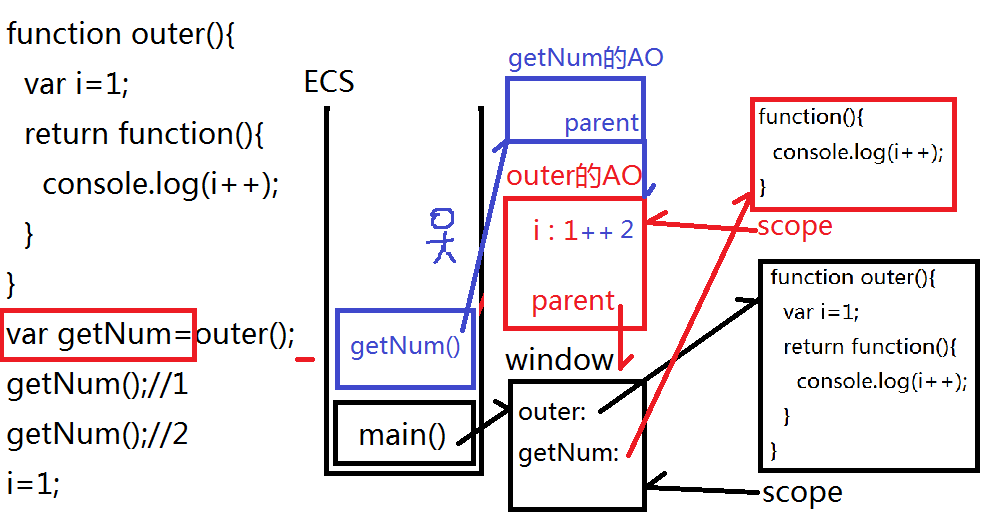 function outer(){
var i=1;
return function(){
console.log(i++);
}
}
var getNum=outer();
getNum();//1
getNum();//2
i=1;
ECS
getNum()
main()
getNum的AO
parent
outer的AO
i : 1++ 2
parent
window
outer:
getNum:
function(){
console.log(i++);
}
scope
function outer(){
var i=1;
return function(){
console.log(i++);
}
}
scope